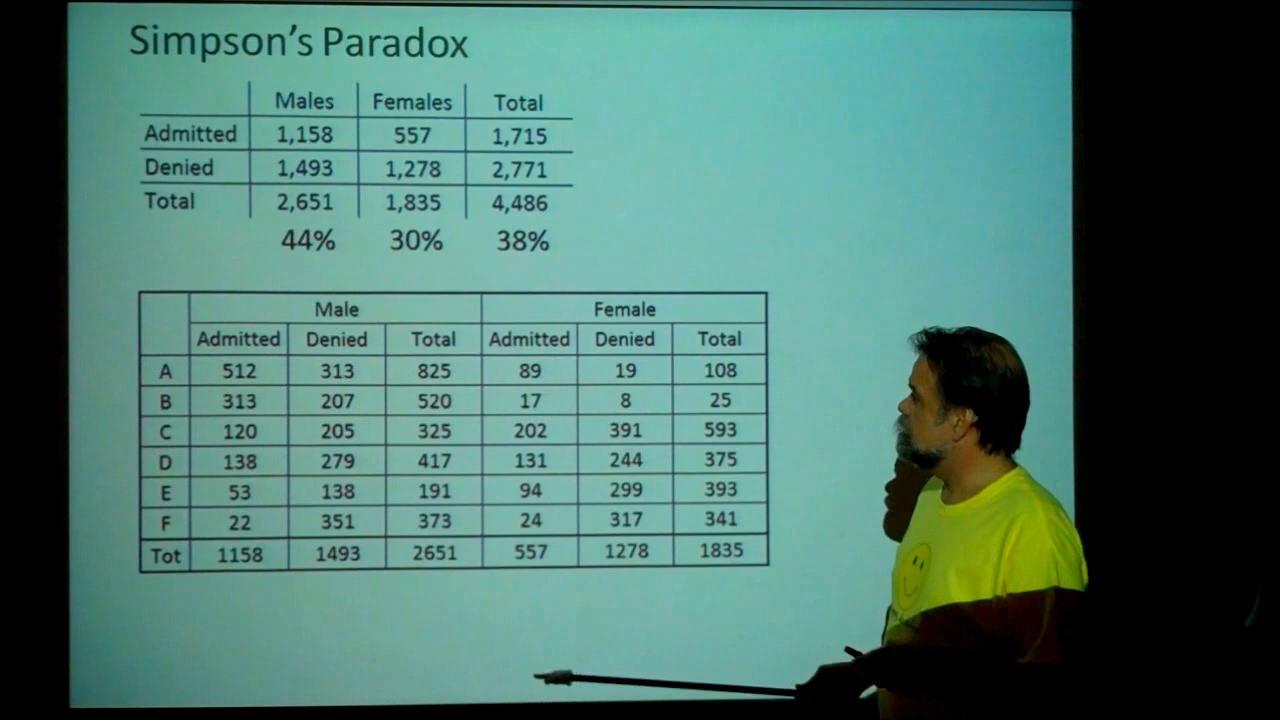 Simpson's Paradox
Males Females Total
Admitted 1,158 557 1,715
Denied 1,493 1,278 2,771
Total 2,651 1,835 4,486
44% 30% 38%
Male Female
Admitted Denied Total Admitted Denied Total
A 512 313 825 89 19 108
B 313 207 520 17 8 25
C 120 205 325 202 391 593
D 138 279 417 131 244 375
E 53 138 191 94 299 393
F 22 351 373 24 317 341
Tot 1158 1493 2651 557 1278 1835